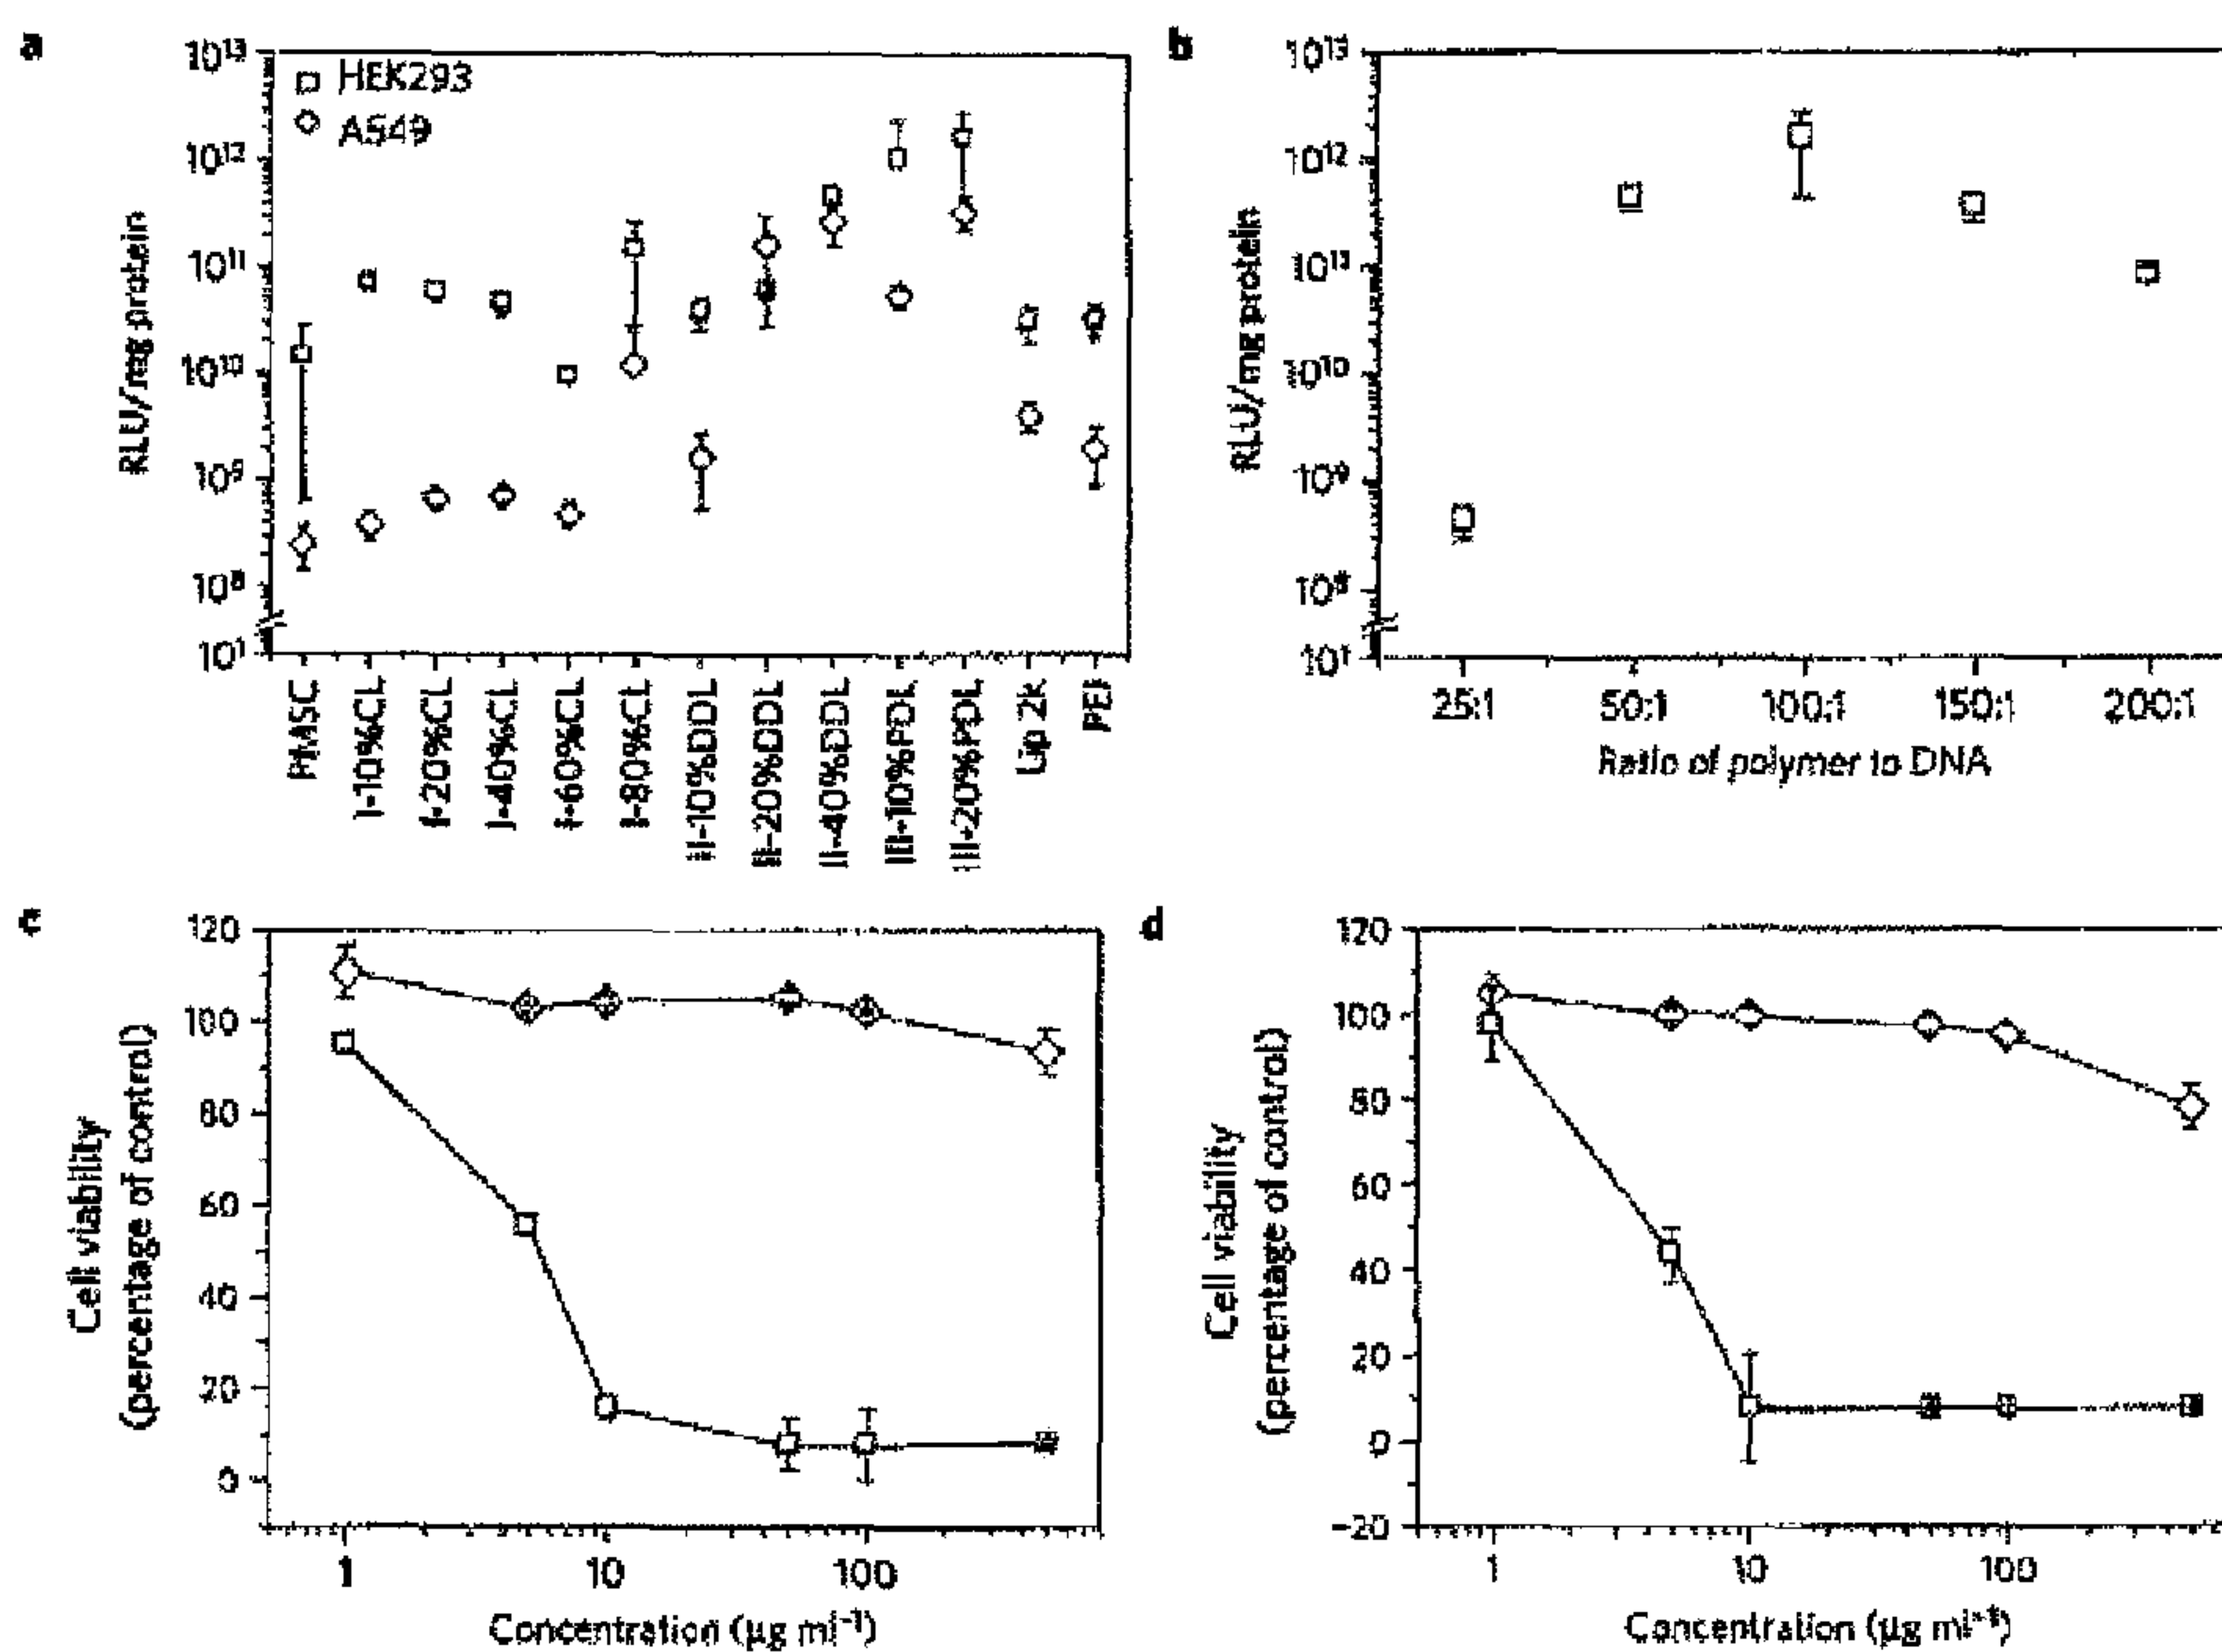 a
10¹³
HEK293
A549
10¹²
10¹¹
10¹⁰
10⁹
10⁸
10¹
RLU/mg protein
PMSC
I-10%CL
I-20%CL
I-40%CL
I-60%CL
I-80%CL
II-10%DDL
II-20%DDL
II-40%DDL
III-10%PDL
III-20%PDL
Lip 2k
PEI
b
10¹³
10¹²
10¹¹
10¹⁰
10⁹
10⁸
10¹
RLU/mg protein
25:1
50:1
100:1
150:1
200:1
Ratio of polymer to DNA
c
120
100
80
60
40
20
0
Cell viability
(percentage of control)
1
10
100
Concentration (µg ml⁻¹)
d
120
100
80
60
40
20
0
-20
Cell viability
(percentage of control)
1
10
100
Concentration (µg ml⁻¹)